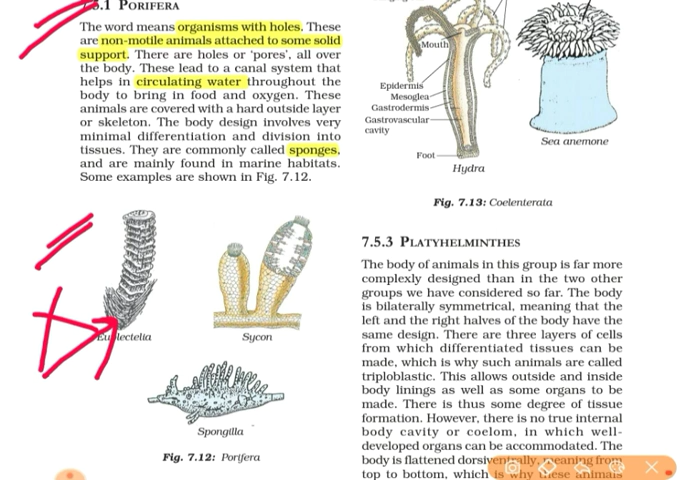 5.1 PORIFERA
The word means organisms with holes. These
are non-motile animals attached to some solid
support. There are holes or ‘pores’, all over
the body. These lead to a canal system that
helps in circulating water throughout the
body to bring in food and oxygen. These
animals are covered with a hard outside layer
or skeleton. The body design involves very
minimal differentiation and division into
tissues. They are commonly called sponges,
and are mainly found in marine habitats.
Some examples are shown in Fig. 7.12.
Euplectelia
Sycon
Spongilla
Fig. 7.12: Porifera
Mouth
Epidermis
Mesoglea
Gastrodermis
Gastrovascular
cavity
Foot
Hydra
Sea anemone
Fig. 7.13: Coelenterata
7.5.3 PLATYHELMINTHES
The body of animals in this group is far more
complexly designed than in the two other
groups we have considered so far. The body
is bilaterally symmetrical, meaning that the
left and the right halves of the body have the
same design. There are three layers of cells
from which differentiated tissues can be
made, which is why such animals are called
triploblastic. This allows outside and inside
body linings as well as some organs to be
made. There is thus some degree of tissue
formation. However, there is no true internal
body cavity or coelom, in which well-
developed organs can be accommodated. The
body is flattened dorsiventrally, meaning from
top to bottom, which is why these animals